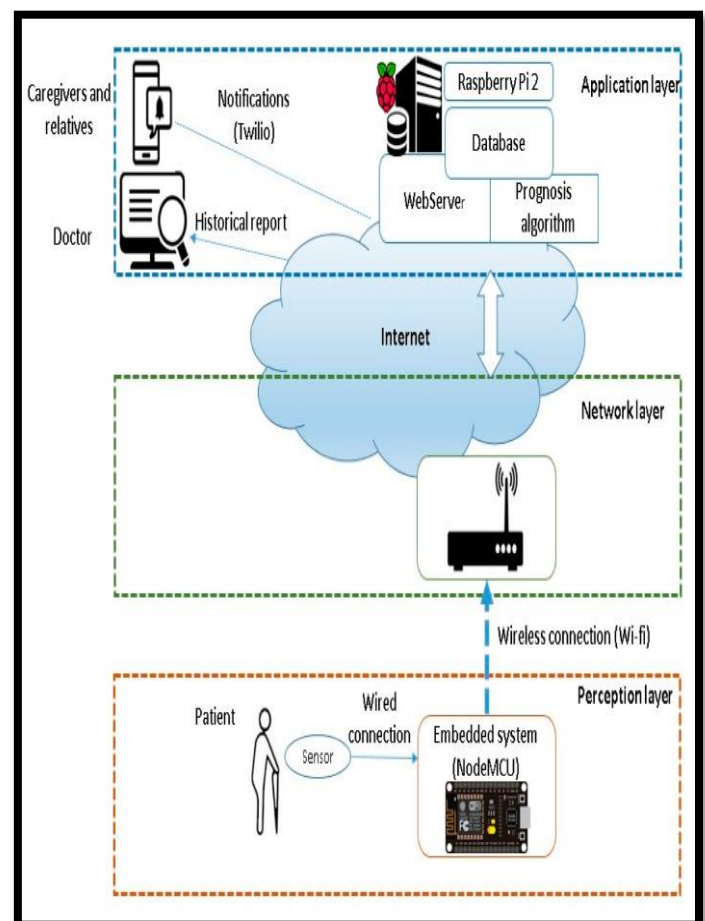 Caregivers and
relatives
Notifications
(Twilio)
Raspberry Pi 2
Application layer
Database
WebServer
Prognosis
algorithm
Doctor
Historical report
Internet
Network layer
Wireless connection (Wi-fi)
Perception layer
Patient
Wired
connection
Sensor
Embedded system
(NodeMCU)